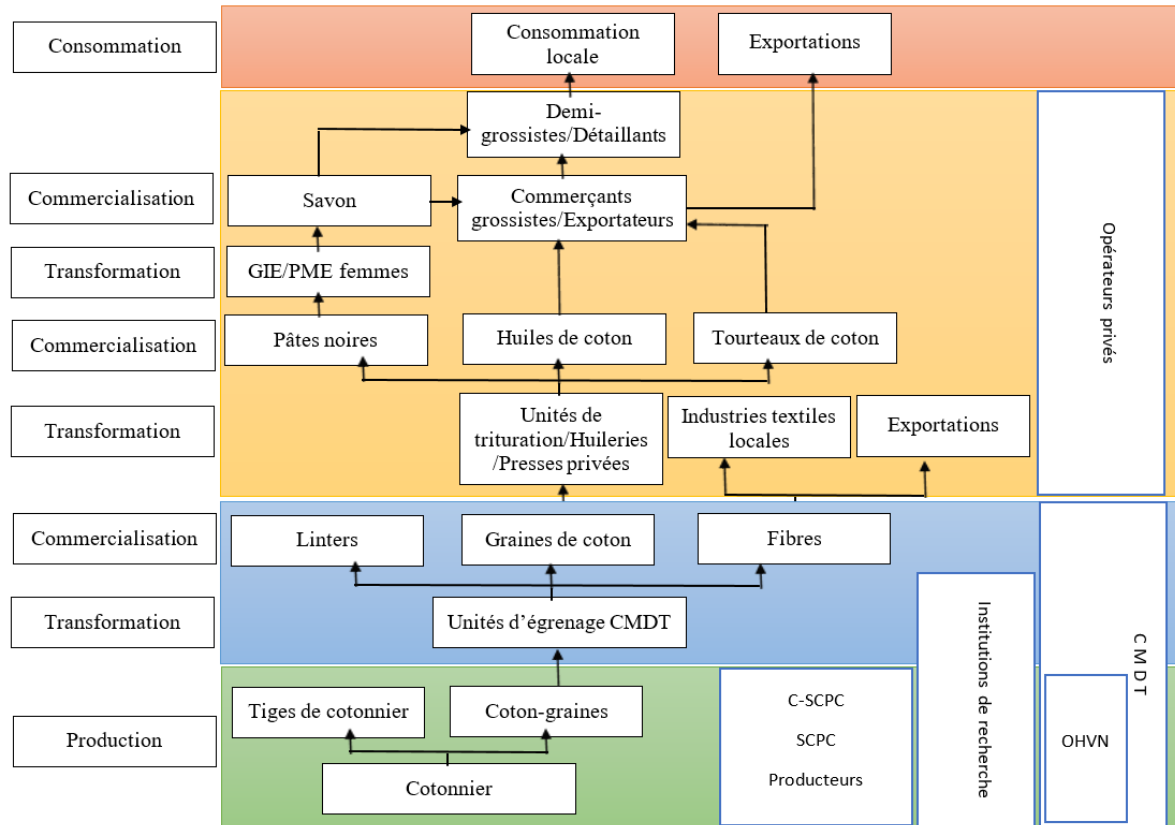 Consommation
Consommation
locale
Exportations
Demi-
grossistes/Détaillants
Commercialisation
Savon
Commerçants
grossistes/Exportateurs
Transformation
GIE/PME femmes
Commercialisation
Pâtes noires
Huiles de coton
Tourteaux de coton
Transformation
Unités de
trituration/Huileries
/Presses privées
Industries textiles
locales
Exportations
Opérateurs privés
Commercialisation
Linters
Graines de coton
Fibres
Transformation
Unités d’égrenage CMDT
Institutions de recherche
CMDT
Production
Tiges de cotonnier
Coton-graines
Cotonnier
C-SCPC
SCPC
Producteurs
OHVN